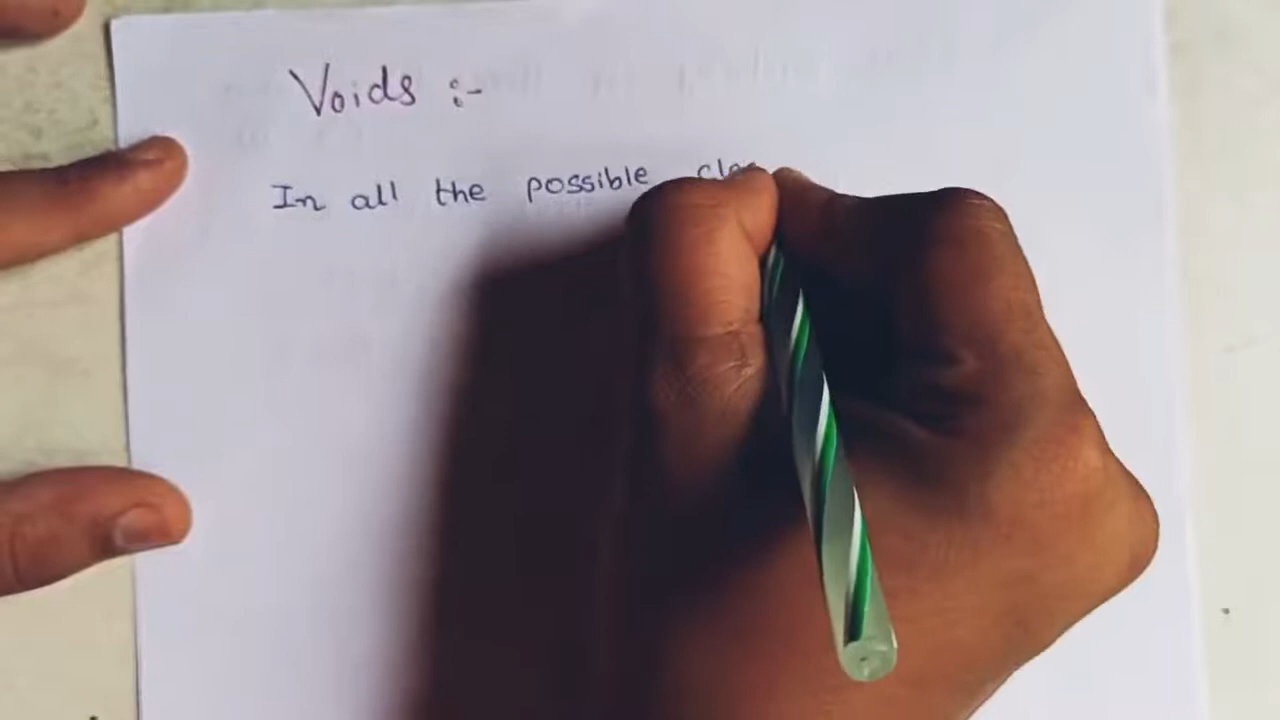 Voids :-
In all the possible